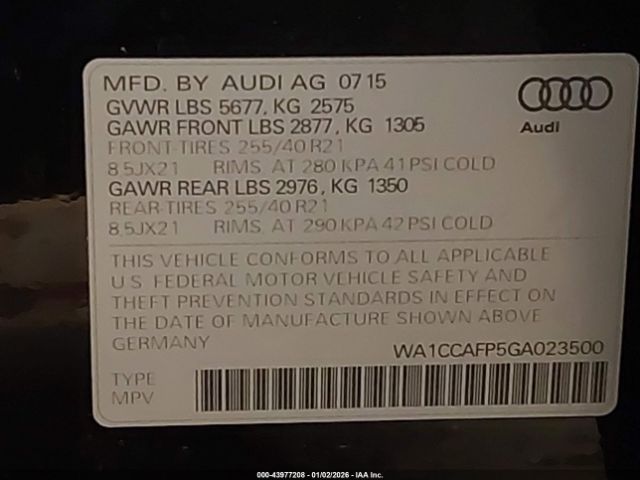 MFD. BY AUDI AG 0715
GVWR LBS 5677, KG 2575
GAWR FRONT LBS 2877, KG 1305
FRONT-TIRES 255/40 R21
8.5JX21 RIMS AT 280 KPA 41 PSI COLD
GAWR REAR LBS 2976, KG 1350
REAR-TIRES 255/40 R21
8.5JX21 RIMS AT 290 KPA 42 PSI COLD
Audi
THIS VEHICLE CONFORMS TO ALL APPLICABLE
U.S. FEDERAL MOTOR VEHICLE SAFETY AND
THEFT PREVENTION STANDARDS IN EFFECT ON
THE DATE OF MANUFACTURE SHOWN ABOVE
GERMANY
WA1CCAFP5GA023500
TYPE
MPV
000-43977208 - 01/02/2026 - IAA Inc.